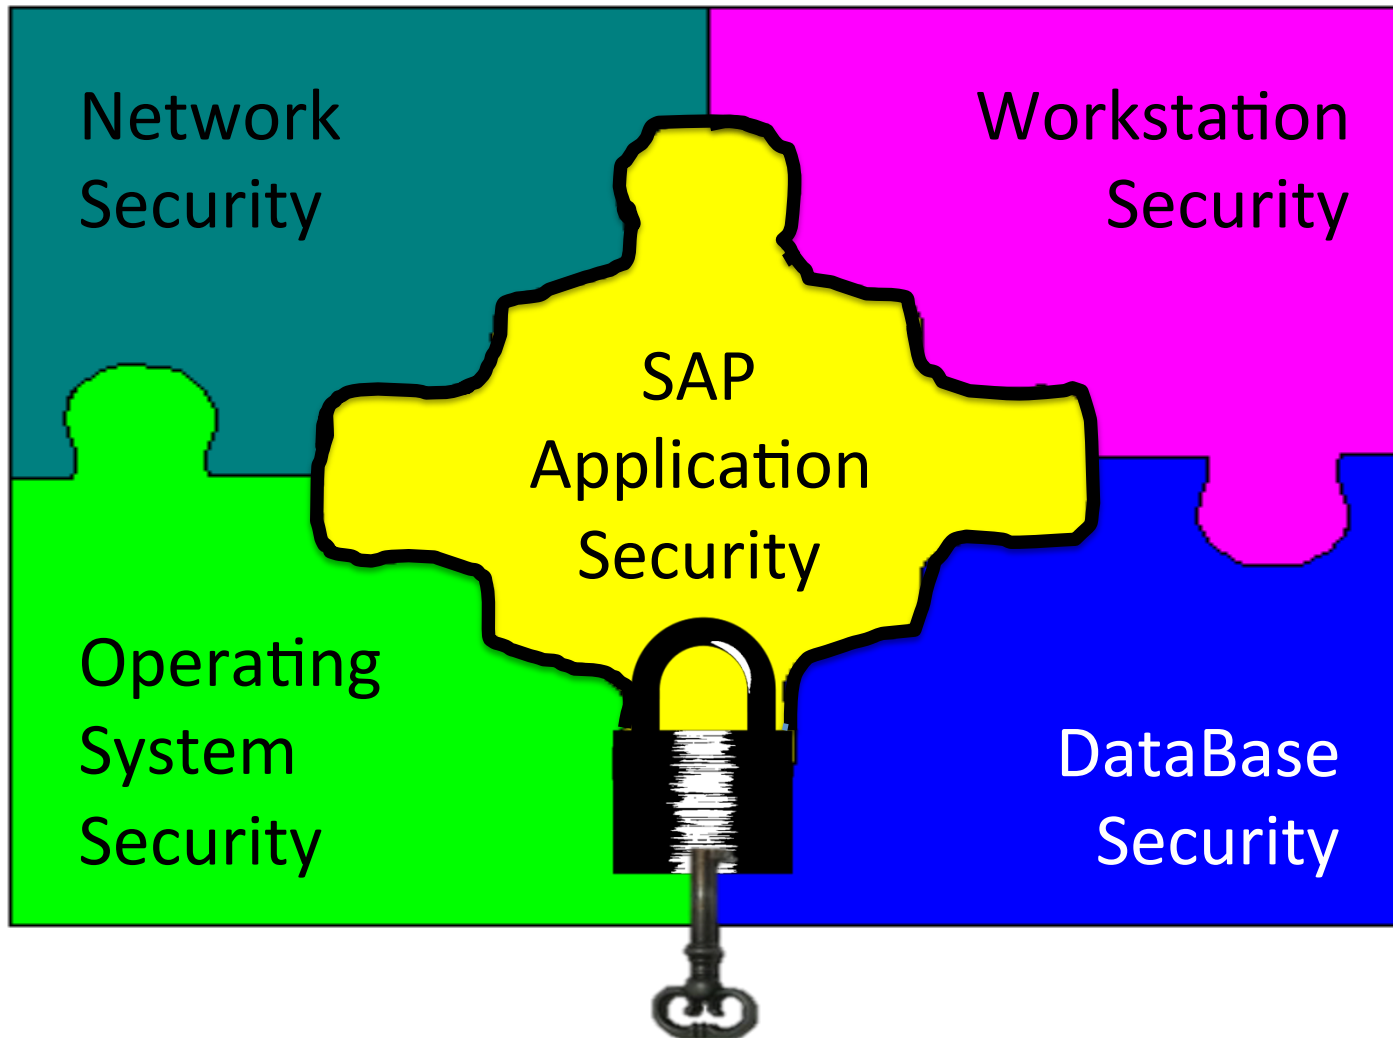 Network
Security
Workstation
Security
SAP
Application
Security
Operating
System
Security
DataBase
Security